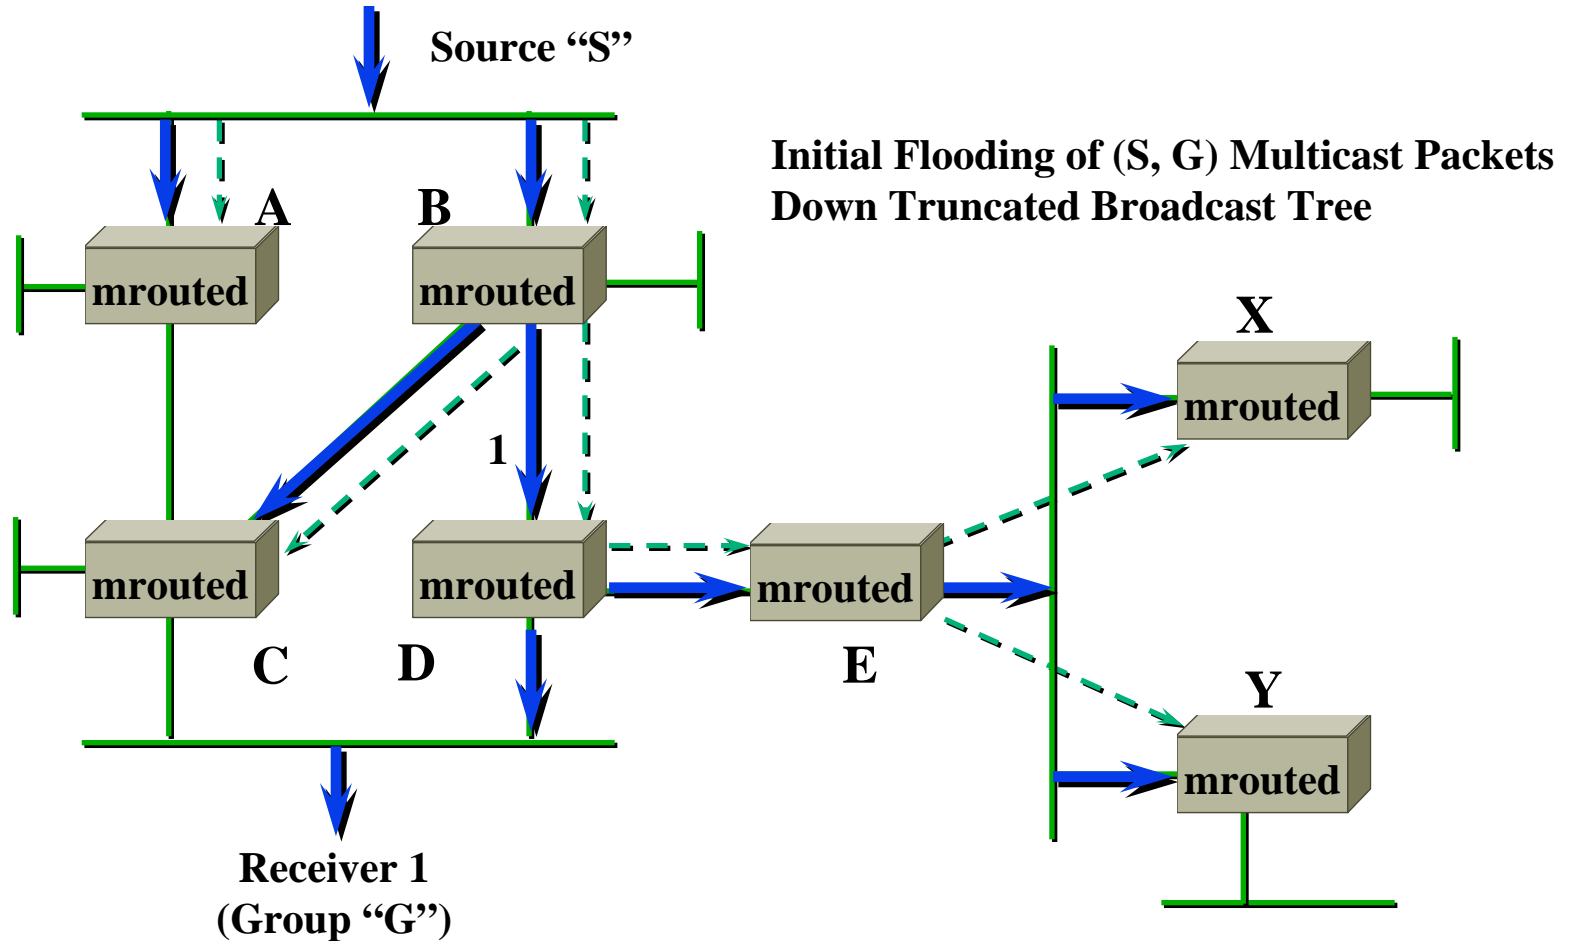 Source “S”
Initial Flooding of (S, G) Multicast Packets
Down Truncated Broadcast Tree
A
B
mrouted
mrouted
X
mrouted
1
mrouted
mrouted
mrouted
C
D
E
Y
mrouted
Receiver 1
(Group “G”)